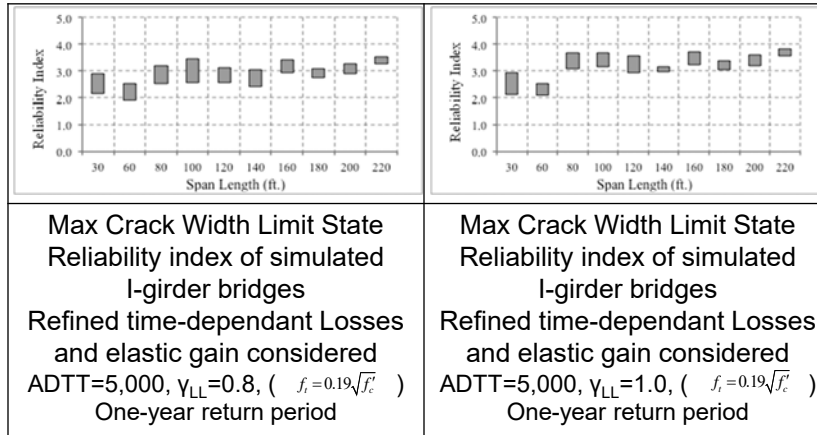 5.0
4.0
3.0
2.0
1.0
0.0
Reliability Index
30 60 80 100 120 140 160 180 200 220
Span Length (ft.)
Max Crack Width Limit State
Reliability index of simulated
I-girder bridges
Refined time-dependant Losses
and elastic gain considered
ADTT=5,000, γLL=0.8, ( fₜ = 0.19√f′c )
One-year return period
5.0
4.0
3.0
2.0
1.0
0.0
Reliability Index
30 60 80 100 120 140 160 180 200 220
Span Length (ft.)
Max Crack Width Limit State
Reliability index of simulated
I-girder bridges
Refined time-dependant Losses
and elastic gain considered
ADTT=5,000, γLL=1.0, ( fₜ = 0.19√f′c )
One-year return period